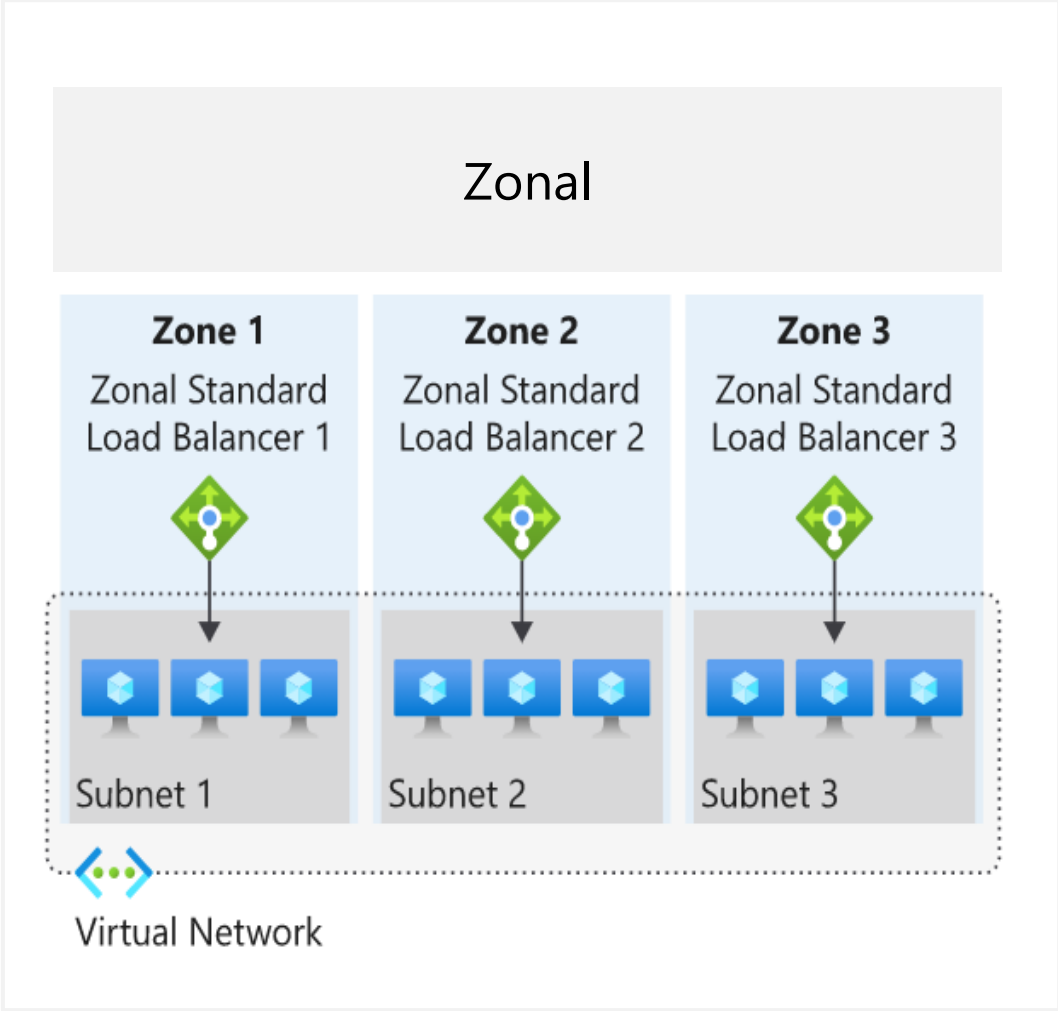 Zonal
Zone 1
Zonal Standard
Load Balancer 1
Zone 2
Zonal Standard
Load Balancer 2
Zone 3
Zonal Standard
Load Balancer 3
Subnet 1
Subnet 2
Subnet 3
Virtual Network